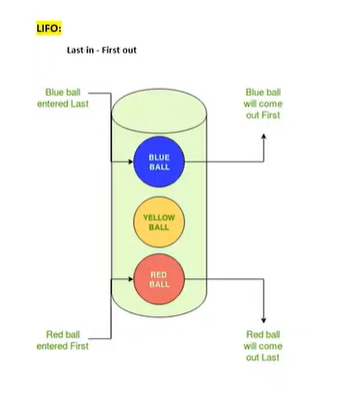 LIFO:
Last in - First out
Blue ball
entered Last
Blue ball
will come
out First
BLUE
BALL
YELLOW
BALL
RED
BALL
Red ball
entered First
Red ball
will come
out Last